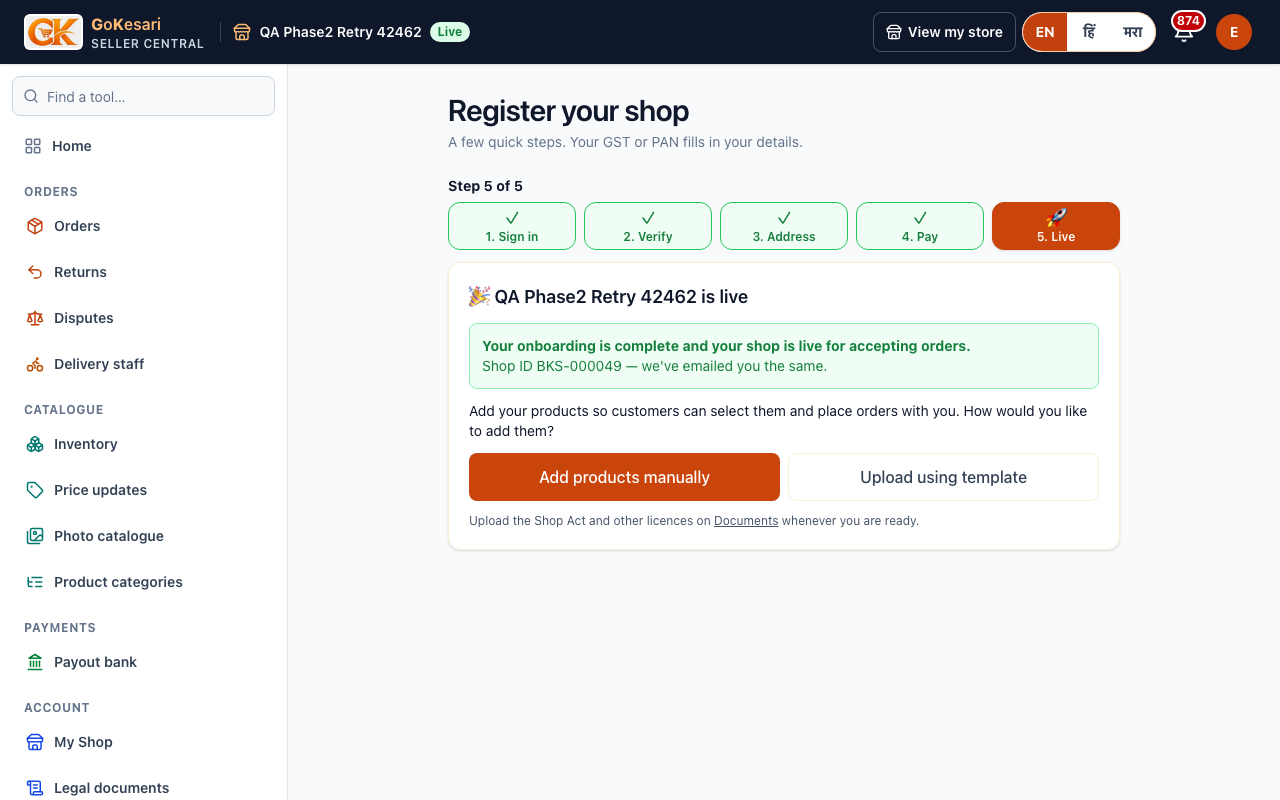 GK
GoKesari
SELLER CENTRAL
QA Phase2 Retry 42462
Live
View my store
EN
हिं
मरा
874
E
Find a tool...
Home
ORDERS
Orders
Returns
Disputes
Delivery staff
CATALOGUE
Inventory
Price updates
Photo catalogue
Product categories
PAYMENTS
Payout bank
ACCOUNT
My Shop
Legal documents
Register your shop
A few quick steps. Your GST or PAN fills in your details.
Step 5 of 5
1. Sign in
2. Verify
3. Address
4. Pay
5. Live
QA Phase2 Retry 42462 is live
Your onboarding is complete and your shop is live for accepting orders.
Shop ID BKS-000049 — we've emailed you the same.
Add your products so customers can select them and place orders with you. How would you like
to add them?
Add products manually
Upload using template
Upload the Shop Act and other licences on Documents whenever you are ready.